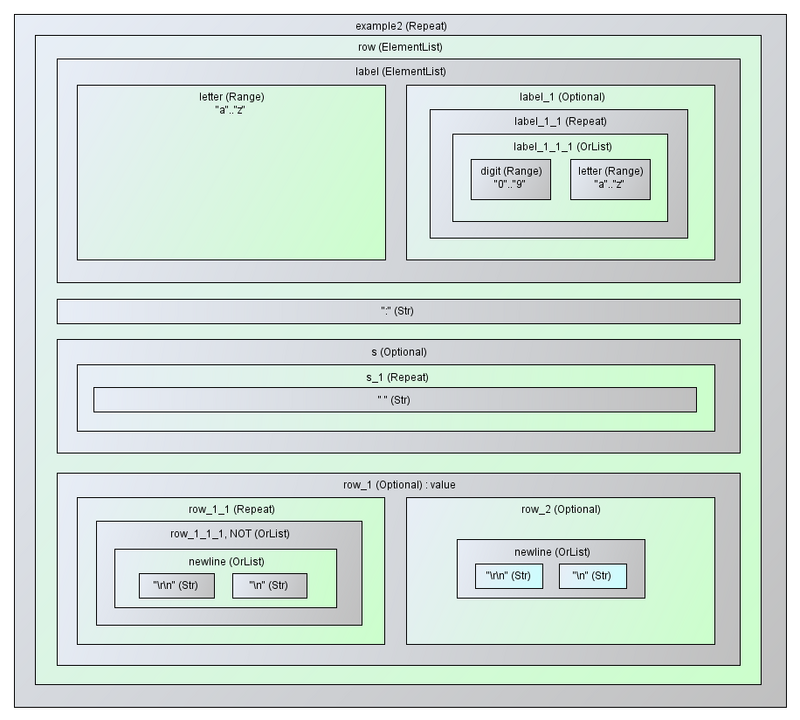 example2 (Repeat)
row (ElementList)
label (ElementList)
letter (Range)
"a".."z"
label_1 (Optional)
label_1_1 (Repeat)
label_1_1_1 (OrList)
digit (Range)
"0".."9"
letter (Range)
"a".."z"
":" (Str)
s (Optional)
s_1 (Repeat)
" " (Str)
row_1 (Optional) : value
row_1_1 (Repeat)
row_1_1_1, NOT (OrList)
newline (OrList)
"\r\n" (Str)
"\n" (Str)
row_2 (Optional)
newline (OrList)
"\r\n" (Str)
"\n" (Str)